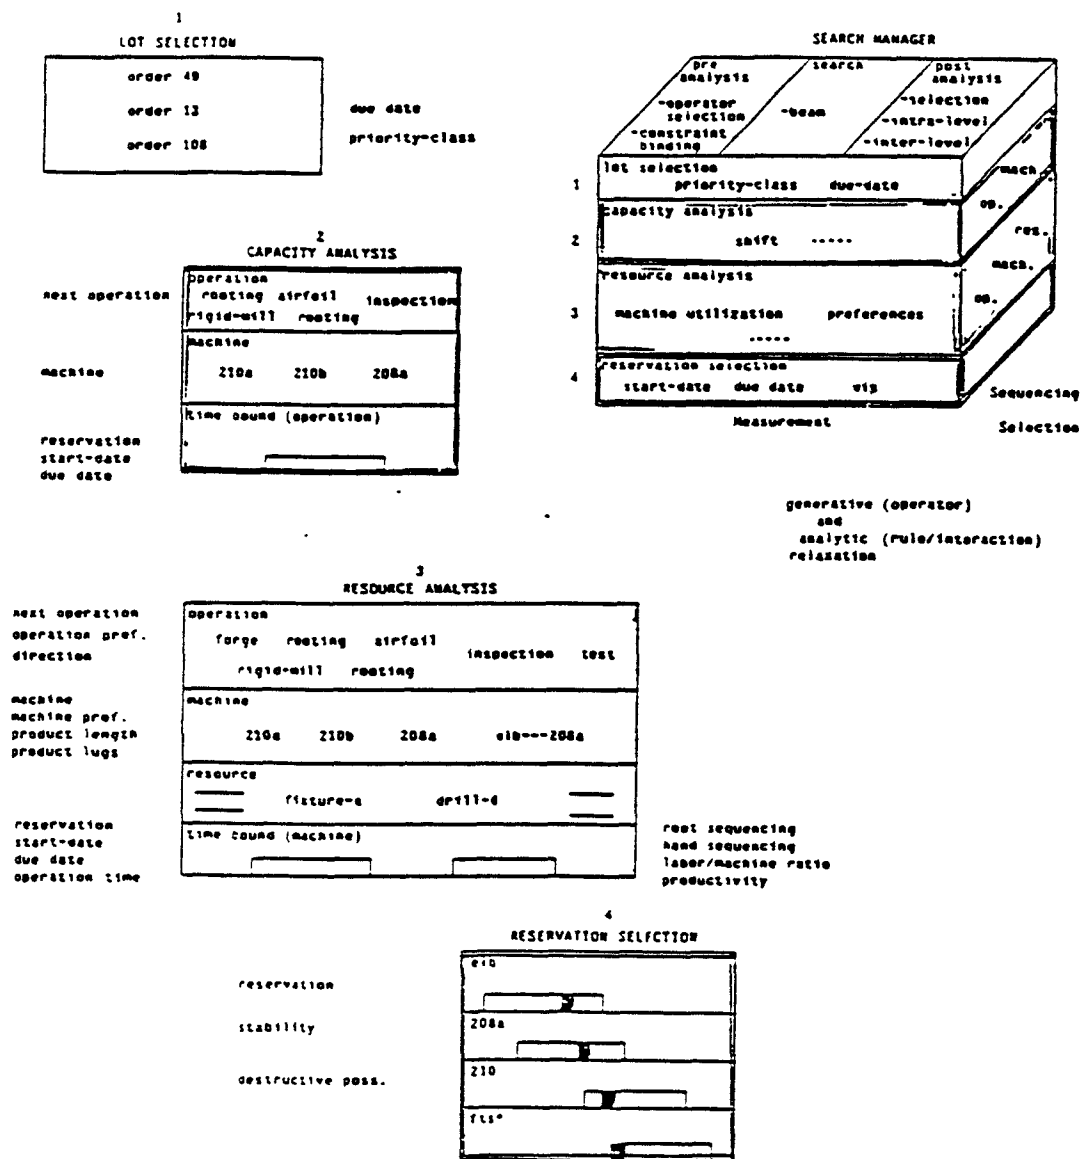 1
LOT SELECTION
order 49
order 13
order 108
due date
priority-class
SEARCH MANAGER
pre analysis
search
post analysis
-operator selection
-constraint binding
-beam
-selection
-intra-level
-inter-level
1
lot selection
priority-class due-date
mach
op.
2
capacity analysis
shift -----
res.
mach.
op.
3
resource analysis
machine utilization preferences
-----
4
reservation selection
start-date due date wip
Sequencing
Measurement
Selection
2
CAPACITY ANALYSIS
next operation
operation
rooting airfoil inspection
rigid-mill rooting
machine
machine
210a 210b 208a
time bound (operation)
reservation
start-date
due date
generative (operator)
and
analytic (rule/interaction)
relaxation
3
RESOURCE ANALYSIS
next operation
operation pref.
direction
operation
forge rooting airfoil
inspection test
rigid-mill rooting
machine
machine pref.
product length
product lugs
machine
210a 210b 208a elb---208a
resource
fixture-a drill-d
reservation
start-date
due date
operation time
time bound (machine)
root sequencing
hand sequencing
labor/machine ratio
productivity
4
RESERVATION SELECTION
reservation
stability
destructive poss.
elb
208a
210
fts*